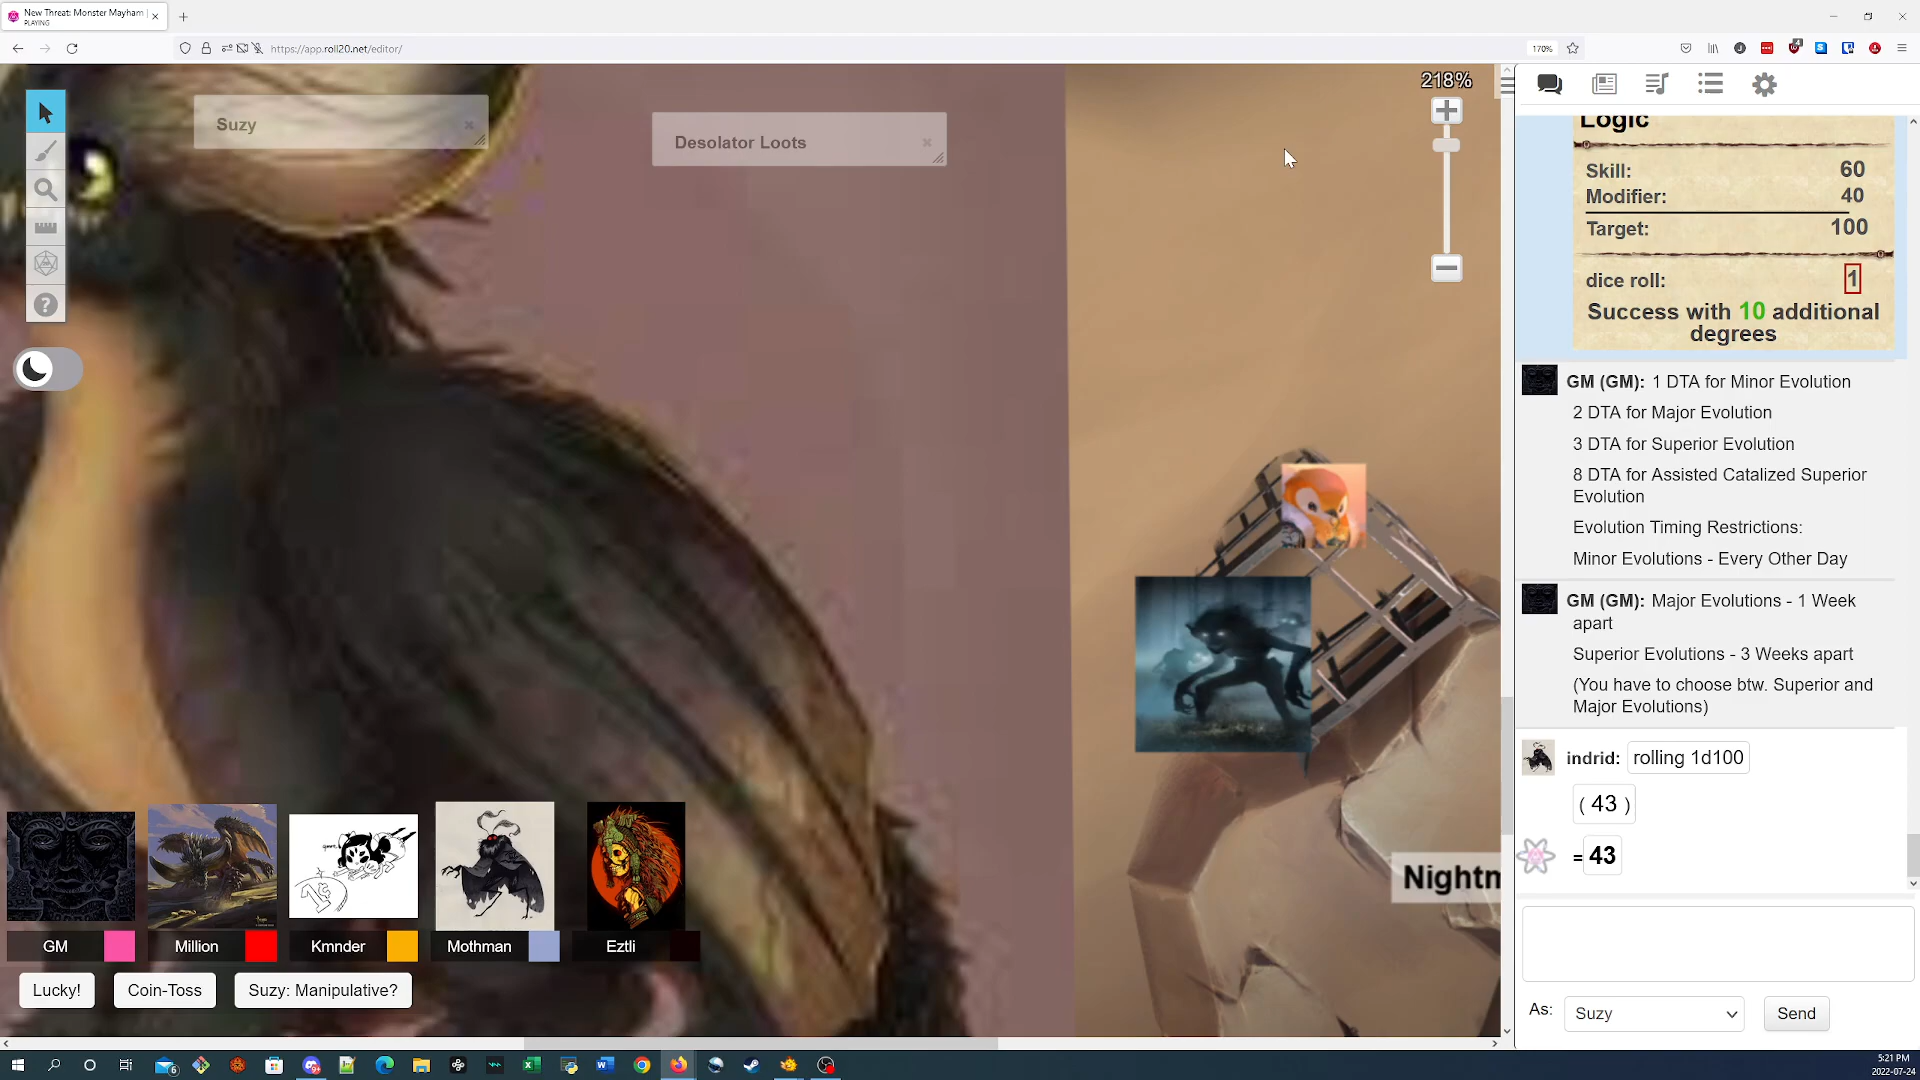 New Threat: Monster Mayham |
PLAYING
https://app.roll20.net/editor/
170%
4
218%
Suzy
Desolator Loots
Nightm
Logic
Skill: 60
Modifier: 40
Target: 100
dice roll: 1
Success with 10 additional
degrees
GM (GM): 1 DTA for Minor Evolution
2 DTA for Major Evolution
3 DTA for Superior Evolution
8 DTA for Assisted Catalized Superior
Evolution
Evolution Timing Restrictions:
Minor Evolutions - Every Other Day
GM (GM): Major Evolutions - 1 Week
apart
Superior Evolutions - 3 Weeks apart
(You have to choose btw. Superior and
Major Evolutions)
indrid: rolling 1d100
( 43 )
= 43
GM
Million
Kmnder
Mothman
Eztli
Lucky!
Coin-Toss
Suzy: Manipulative?
As: Suzy
Send
5:21 PM
2022-07-24